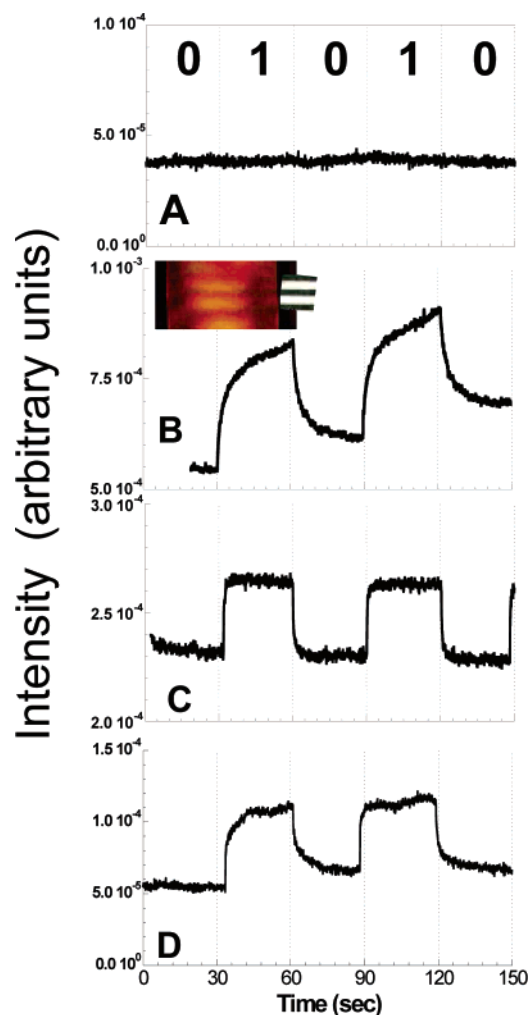 1.0 10⁻⁴
0 1 0 1 0
5.0 10⁻⁵
A
0.0 10⁰
1.0 10⁻³
7.5 10⁻⁴
B
5.0 10⁻⁴
3.0 10⁻⁴
2.5 10⁻⁴
C
2.0 10⁻⁴
1.5 10⁻⁴
1.0 10⁻⁴
5.0 10⁻⁵
D
0.0 10⁰
0 30 60 90 120 150
Time (sec)
Intensity (arbitrary units)